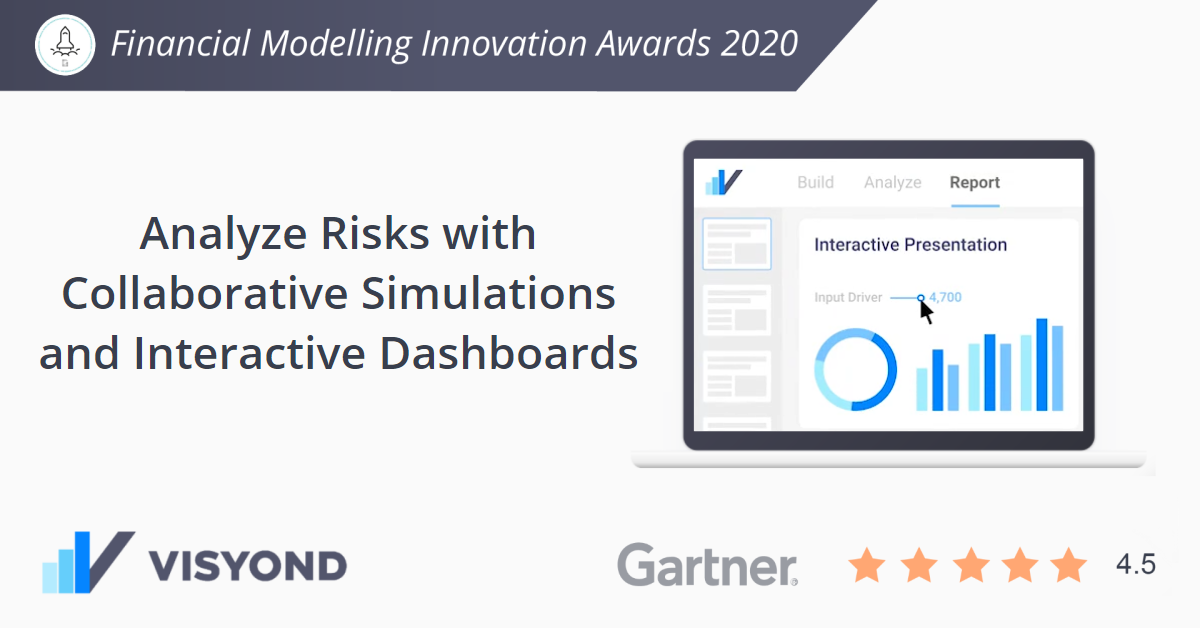 Financial Modelling Innovation Awards 2020
Analyze Risks with
Collaborative Simulations
and Interactive Dashboards
Build Analyze Report
Interactive Presentation
Input Driver 4,700
VISYOND
Gartner
4.5